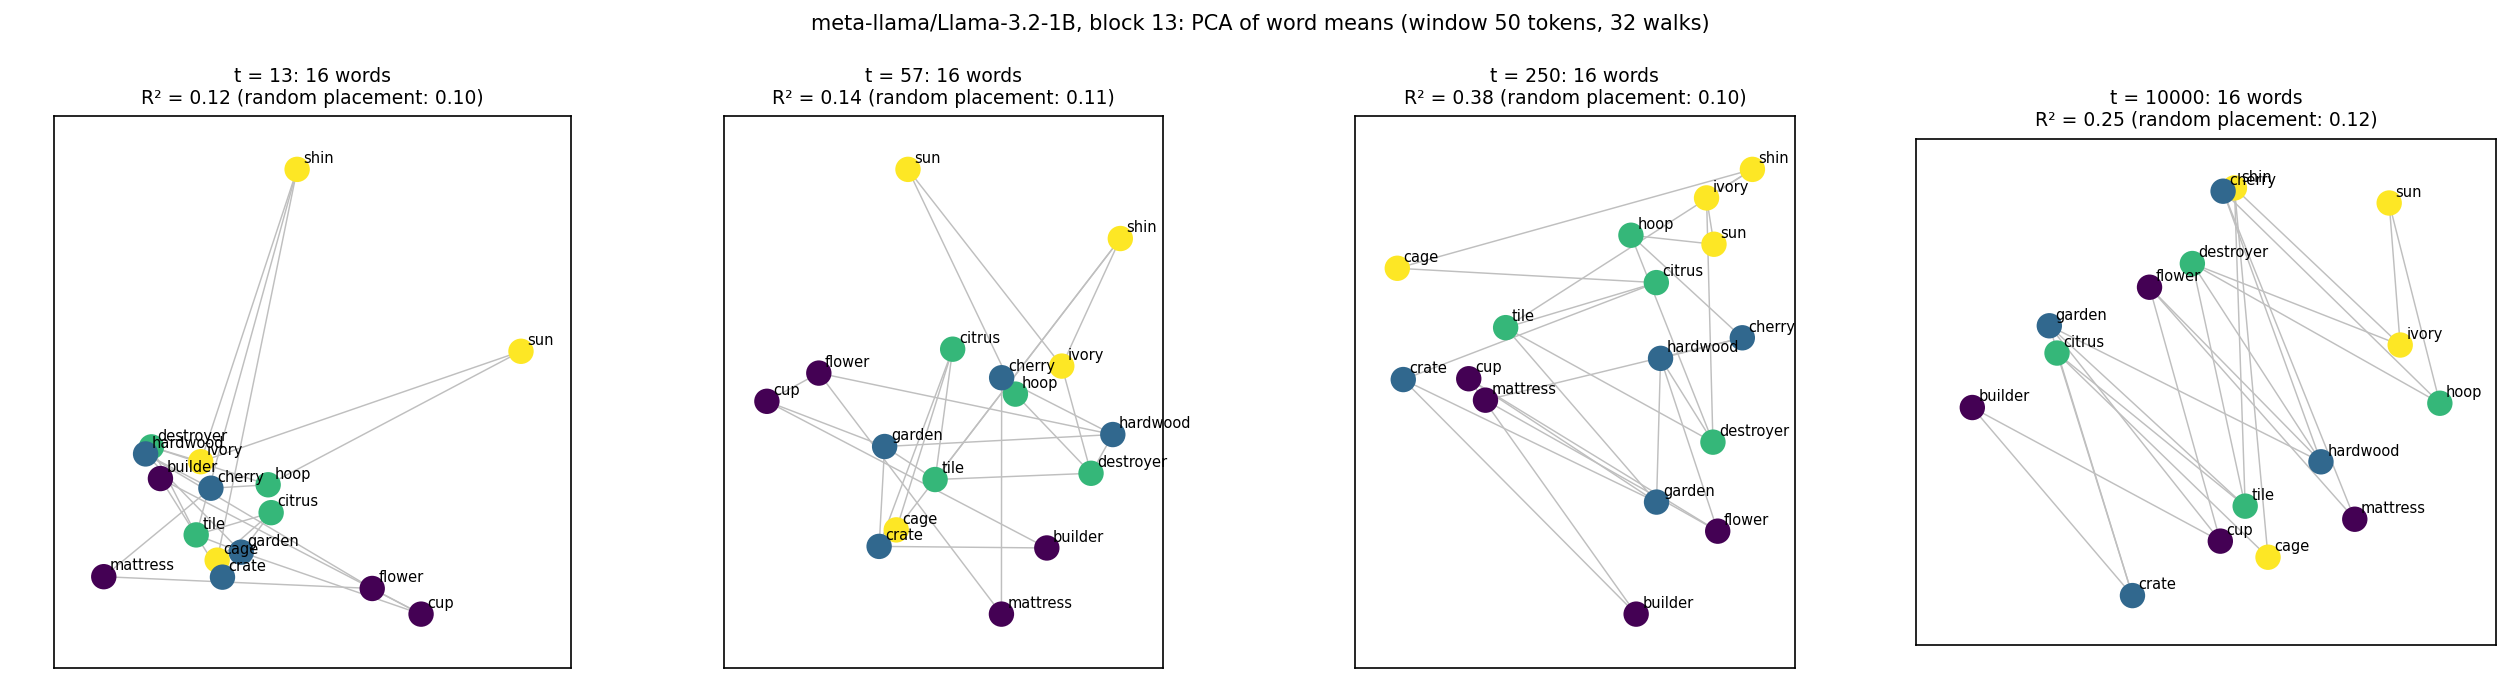 meta-llama/Llama-3.2-1B, block 13: PCA of word means (window 50 tokens, 32 walks)
t = 13: 16 words
R² = 0.12 (random placement: 0.10)
shin
sun
destroyer
hardwood
ivory
builder
cherry
hoop
citrus
tile
garden
cage
crate
mattress
flower
cup
t = 57: 16 words
R² = 0.14 (random placement: 0.11)
sun
shin
citrus
ivory
flower
cherry
hoop
cup
hardwood
garden
destroyer
tile
cage
crate
builder
mattress
t = 250: 16 words
R² = 0.38 (random placement: 0.10)
shin
ivory
hoop
sun
cage
citrus
tile
cherry
hardwood
crate
cup
mattress
destroyer
garden
flower
builder
t = 10000: 16 words
R² = 0.25 (random placement: 0.12)
shin
cherry
sun
destroyer
flower
garden
citrus
ivory
builder
hoop
hardwood
tile
mattress
cup
cage
crate